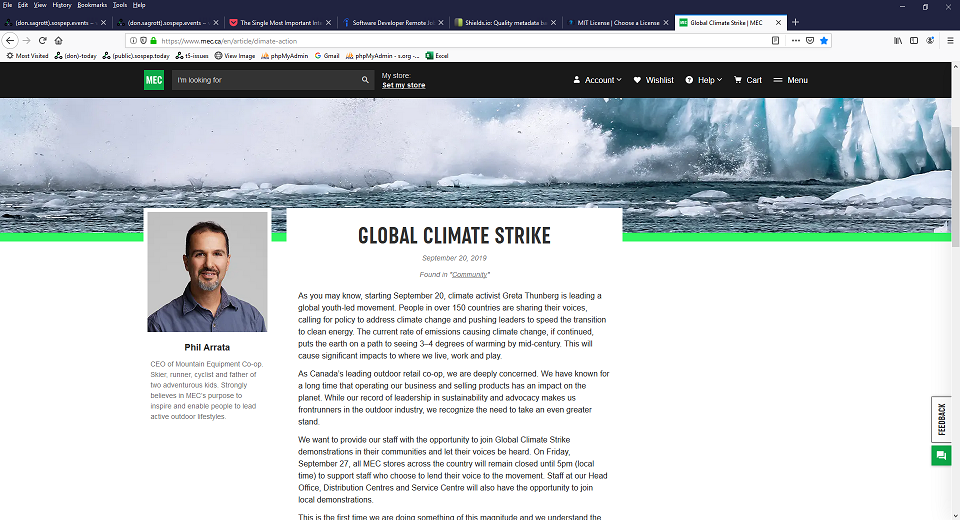 File Edit View History Bookmarks Tools Help
(don.sagrott).sospep.events –
(don.sagrott).sospep.events –
The Single Most Important Int
Software Developer Remote Job
Shields.io: Quality metadata ba
MIT License | Choose a License
Global Climate Strike | MEC
https://www.mec.ca/en/article/climate-action
Most Visited (don)-today (public).sospep.today t5-issues View Image phpMyAdmin Gmail phpMyAdmin - s.org -... Excel
MEC
I'm looking for
My store:
Set my store
Account Wishlist Help Cart Menu
GLOBAL CLIMATE STRIKE
September 20, 2019
Found in "Community"
Phil Arrata
CEO of Mountain Equipment Co-op.
Skier, runner, cyclist and father of
two adventurous kids. Strongly
believes in MEC's purpose to
inspire and enable people to lead
active outdoor lifestyles.
As you may know, starting September 20, climate activist Greta Thunberg is leading a
global youth-led movement. People in over 150 countries are sharing their voices,
calling for policy to address climate change and pushing leaders to speed the transition
to clean energy. The current rate of emissions causing climate change, if continued,
puts the earth on a path to seeing 3–4 degrees of warming by mid-century. This will
cause significant impacts to where we live, work and play.
As Canada's leading outdoor retail co-op, we are deeply concerned. We have known for
a long time that operating our business and selling products has an impact on the
planet. While our record of leadership in sustainability and advocacy makes us
frontrunners in the outdoor industry, we recognize the need to take an even greater
stand.
We want to provide our staff with the opportunity to join Global Climate Strike
demonstrations in their communities and let their voices be heard. On Friday,
September 27, all MEC stores across the country will remain closed until 5pm (local
time) to support staff who choose to lend their voice to the movement. Staff at our Head
Office, Distribution Centres and Service Centre will also have the opportunity to join
local demonstrations.
This is the first time we are doing something of this magnitude and we understand the
FEEDBACK